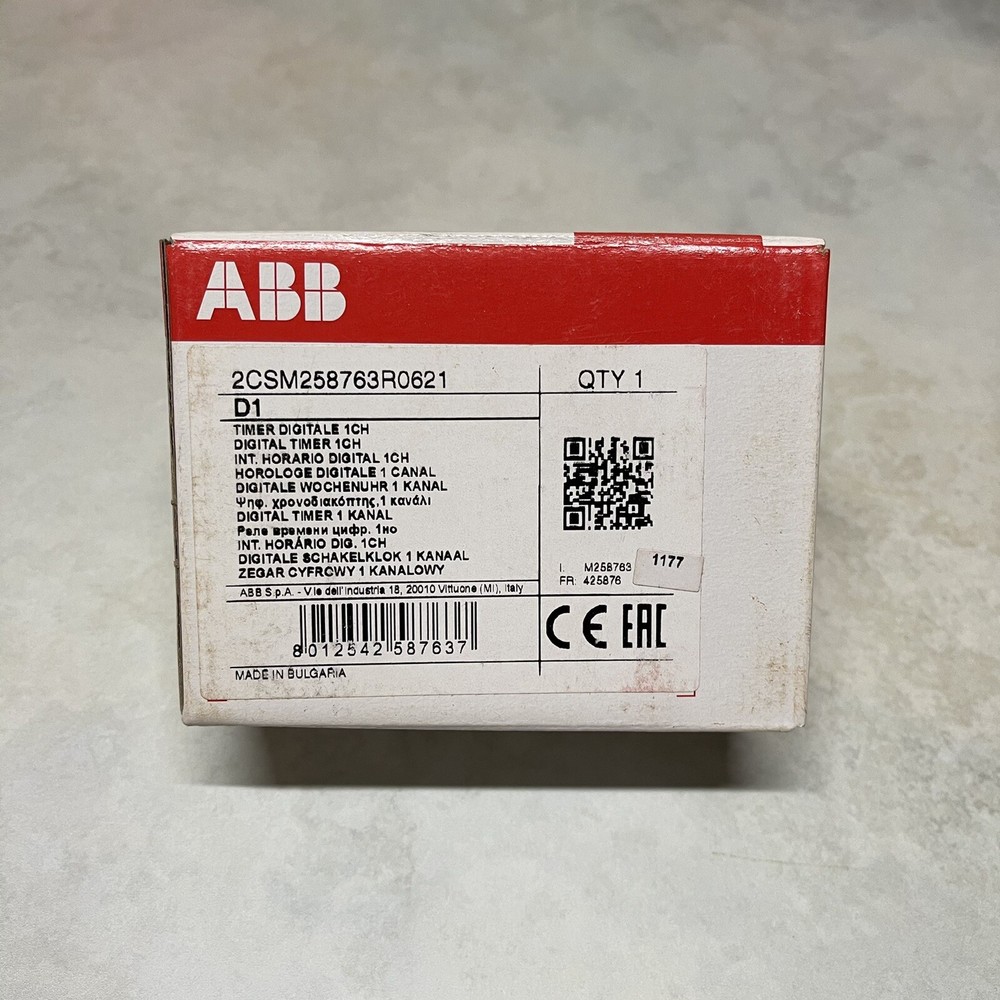 ABB
2CSM258763R0621
QTY 1
D1
TIMER DIGITALE 1CH
DIGITAL TIMER 1CH
INT. HORARIO DIGITAL 1CH
HOROLOGE DIGITALE 1 CANAL
DIGITALE WOCHENUHR 1 KANAL
Ψηφ. χρονοδιακόπτης,1 κανάλι
DIGITAL TIMER 1 KANAL
Реле времени цифр. 1но
INT. HORÁRIO DIG. 1CH
DIGITALE SCHAKELKLOK 1 KANAAL
ZEGAR CYFROWY 1 KANALOWY
I. M258763
FR: 425876
1177
ABB S.p.A. - V.le dell'Industria 18, 20010 Vittuone (MI), Italy
8 012542 587637
CE EAC
MADE IN BULGARIA